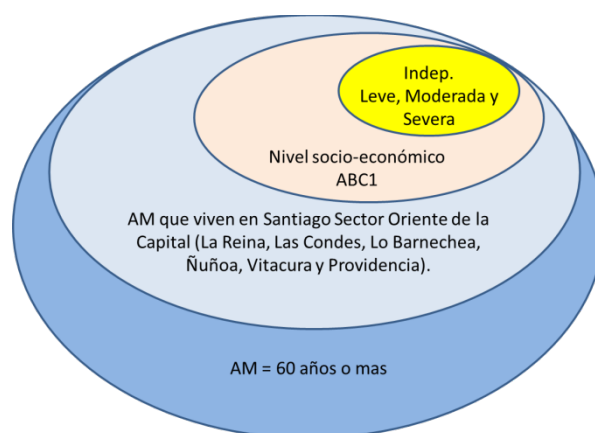 Indep.
Leve, Moderada y
Severa
Nivel socio-económico
ABC1
AM que viven en Santiago Sector Oriente de la
Capital (La Reina, Las Condes, Lo Barnechea,
Ñuñoa, Vitacura y Providencia).
AM = 60 años o mas